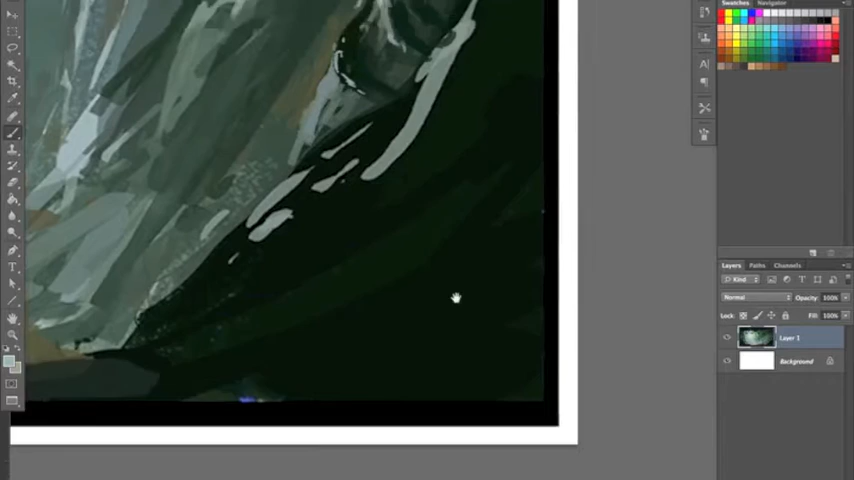 Swatches Navigator
Layers Paths Channels
Kind
Normal Opacity: 100%
Lock: Fill: 100%
Layer 1
Background